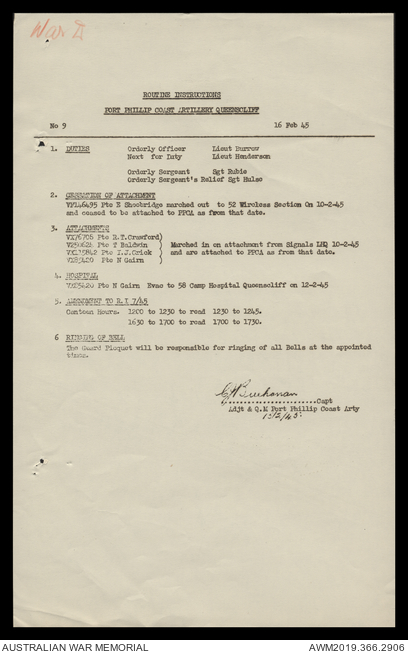 War II
ROUTINE INSTRUCTIONS
PORT PHILLIP COAST ARTILLERY QUEENSCLIFF
No 9 16 Feb 45
1. DUTIES Orderly Officer Lieut Burrow
Next for Duty Lieut Henderson
Orderly Sergeant Sgt Rubie
Orderly Sergeant's Relief Sgt Hulse
2. CESSATION OF ATTACHMENT
Pte E Shoobridge marched out to 52 Wireless Section On 10-2-45
and ceased to be attached to PPCA as from that date.
3. ATTACHMENTS
VX76706 Pte R.T.Crawford)
Pte T Baldwin ) Marched in on attachment from Signals 10-2-45
Pte I.J.Crick ) and are attached to PPCA as from that date.
Pte N Gairn )
4. HOSPITAL
Pte N Gairn Evac to 58 Camp Hospital Queenscliff on 12-2-45
5. AMENDMENT TO R.I 7/45
Canteen Hours. 1200 to 1230 to read 1230 to 1245.
1630 to 1700 to read 1700 to 1730.
6 RINGING OF BELL
The Guard Picquet will be responsible for ringing of all Bells at the appointed
times.
Buchanan
Capt
Adjt & Q.M Port Phillip Coast Arty
AUSTRALIAN WAR MEMORIAL AWM2019.366.2906